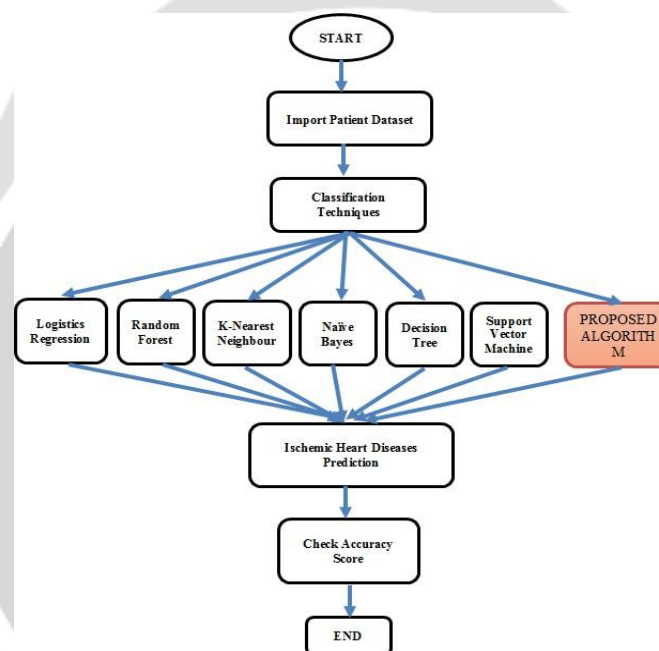 START
Import Patient Dataset
Classification
Techniques
Logistics
Regression
Random
Forest
K-Nearest
Neighbour
Naïve
Bayes
Decision
Tree
Support
Vector
Machine
PROPOSED
ALGORITH
M
Ischemic Heart Diseases
Prediction
Check Accuracy
Score
END